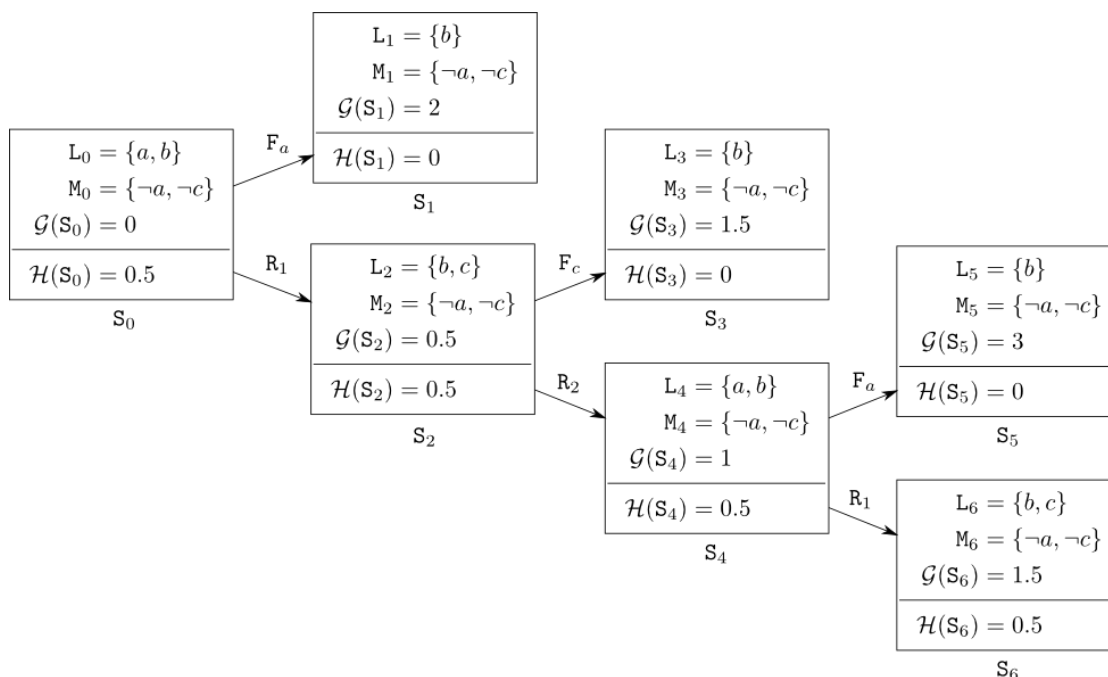 L₁ = {b}
M₁ = {¬a, ¬c}
𝒢(S₁) = 2
ℋ(S₁) = 0
S₁
F_a
L₀ = {a, b}
M₀ = {¬a, ¬c}
𝒢(S₀) = 0
ℋ(S₀) = 0.5
S₀
R₁
L₂ = {b, c}
M₂ = {¬a, ¬c}
𝒢(S₂) = 0.5
ℋ(S₂) = 0.5
S₂
F_c
L₃ = {b}
M₃ = {¬a, ¬c}
𝒢(S₃) = 1.5
ℋ(S₃) = 0
S₃
R₂
L₄ = {a, b}
M₄ = {¬a, ¬c}
𝒢(S₄) = 1
ℋ(S₄) = 0.5
S₄
F_a
L₅ = {b}
M₅ = {¬a, ¬c}
𝒢(S₅) = 3
ℋ(S₅) = 0
S₅
R₁
L₆ = {b, c}
M₆ = {¬a, ¬c}
𝒢(S₆) = 1.5
ℋ(S₆) = 0.5
S₆